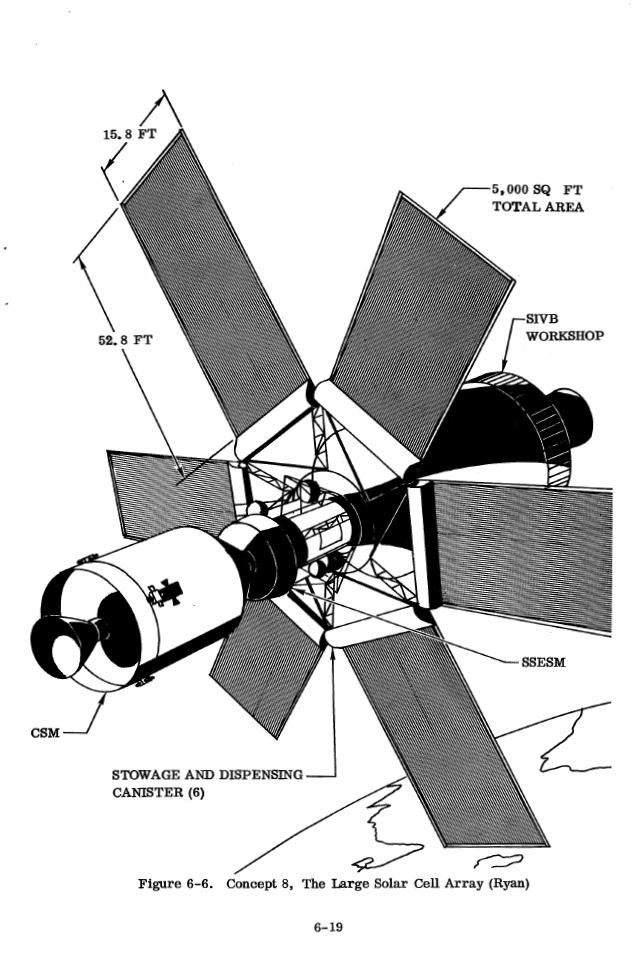 15.8 FT
5,000 SQ FT
TOTAL AREA
SIVB
WORKSHOP
52.8 FT
SSESM
CSM
STOWAGE AND DISPENSING
CANISTER (6)
Figure 6-6. Concept 8, The Large Solar Cell Array (Ryan)
6-19